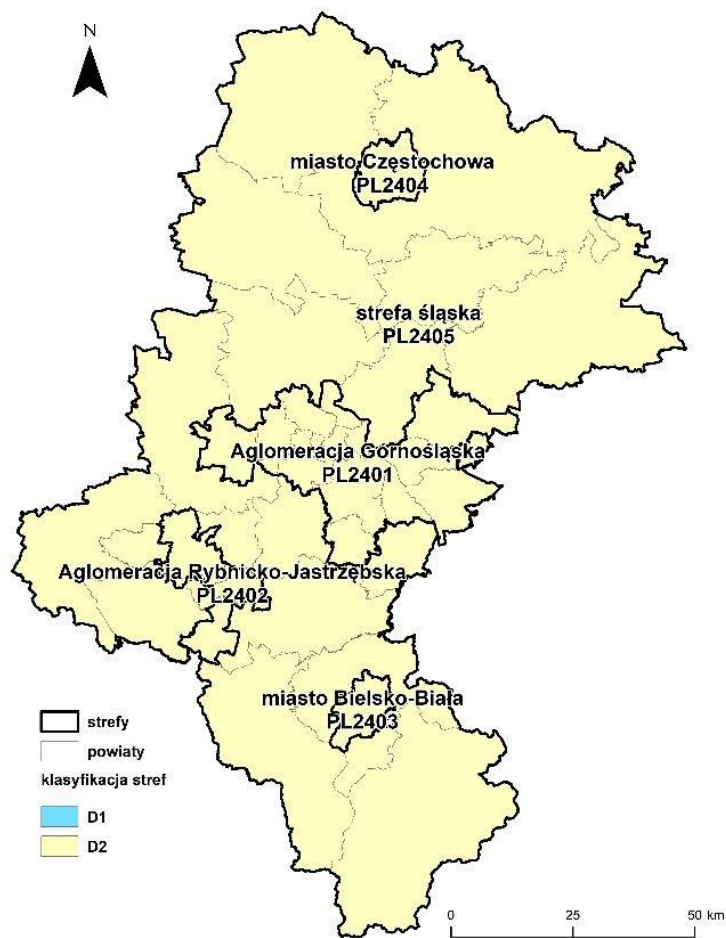 N
miasto Częstochowa
PL2404
strefa śląska
PL2405
Aglomeracja Górnośląska
PL2401
Aglomeracja Rybnicko-Jastrzębska
PL2402
miasto Bielsko-Biała
PL2403
strefy
powiaty
klasyfikacja stref
D1
D2
0 25 50 km